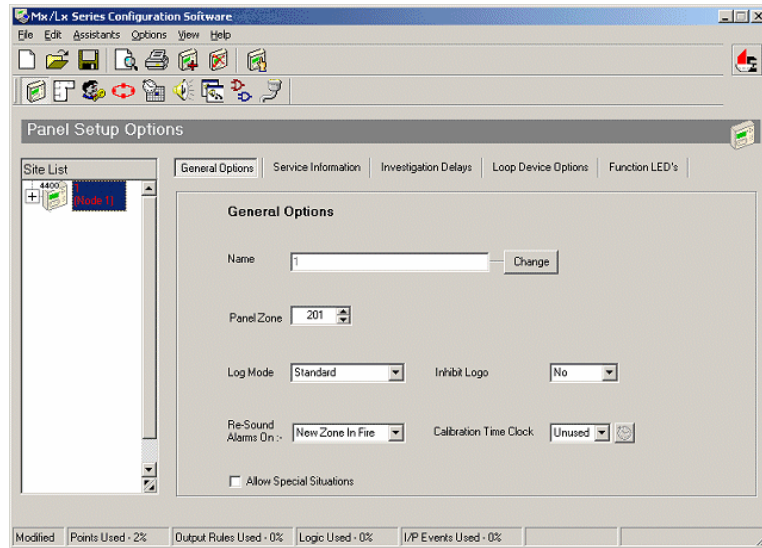 Mx/Lx Series Configuration Software
File Edit Assistants Options View Help
Panel Setup Options
Site List
General Options Service Information Investigation Delays Loop Device Options Function LED's
4400
1
(Node 1)
General Options
Name 1 Change
Panel Zone 201
Log Mode Standard Inhibit Logo No
Re-Sound
Alarms On :- New Zone In Fire Calibration Time Clock Unused
Allow Special Situations
Modified Points Used - 2% Output Rules Used - 0% Logic Used - 0% I/P Events Used - 0%